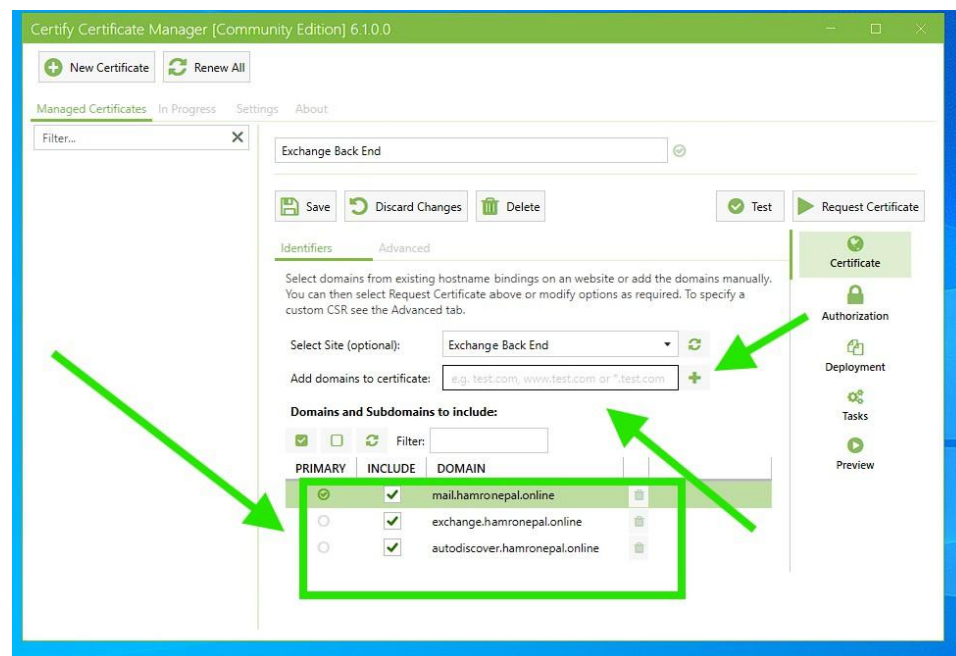 Certify Certificate Manager [Community Edition] 6.1.0.0
New Certificate Renew All
Managed Certificates In Progress Settings About
Filter...
Exchange Back End
Save Discard Changes Delete Test Request Certificate
Identifiers Advanced
Certificate
Select domains from existing hostname bindings on an website or add the domains manually.
You can then select Request Certificate above or modify options as required. To specify a
custom CSR see the Advanced tab.
Authorization
Select Site (optional): Exchange Back End
Deployment
Add domains to certificate: e.g. test.com, www.test.com or *.test.com
Domains and Subdomains to include:
Tasks
Filter:
PRIMARY INCLUDE DOMAIN
Preview
mail.hamronepal.online
exchange.hamronepal.online
autodiscover.hamronepal.online